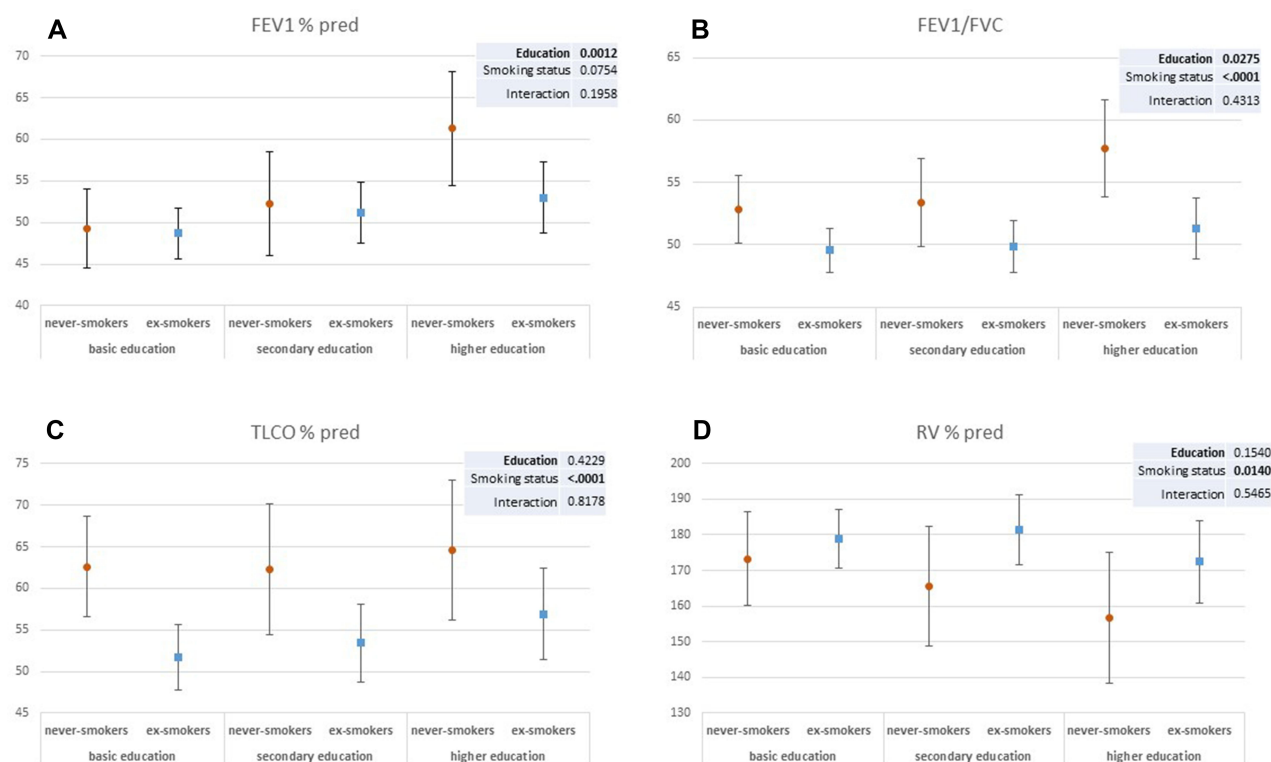 A
FEV1 % pred
Education 0.0012
Smoking status 0.0754
Interaction 0.1958
70
65
60
55
50
45
40
never-smokers ex-smokers never-smokers ex-smokers never-smokers ex-smokers
basic education secondary education higher education
B
FEV1/FVC
Education 0.0275
Smoking status <.0001
Interaction 0.4313
65
60
55
50
45
never-smokers ex-smokers never-smokers ex-smokers never-smokers ex-smokers
basic education secondary education higher education
C
TLCO % pred
Education 0.4229
Smoking status <.0001
Interaction 0.8178
75
70
65
60
55
50
45
never-smokers ex-smokers never-smokers ex-smokers never-smokers ex-smokers
basic education secondary education higher education
D
RV % pred
Education 0.1540
Smoking status 0.0140
Interaction 0.5465
200
190
180
170
160
150
140
130
never-smokers ex-smokers never-smokers ex-smokers never-smokers ex-smokers
basic education secondary education higher education